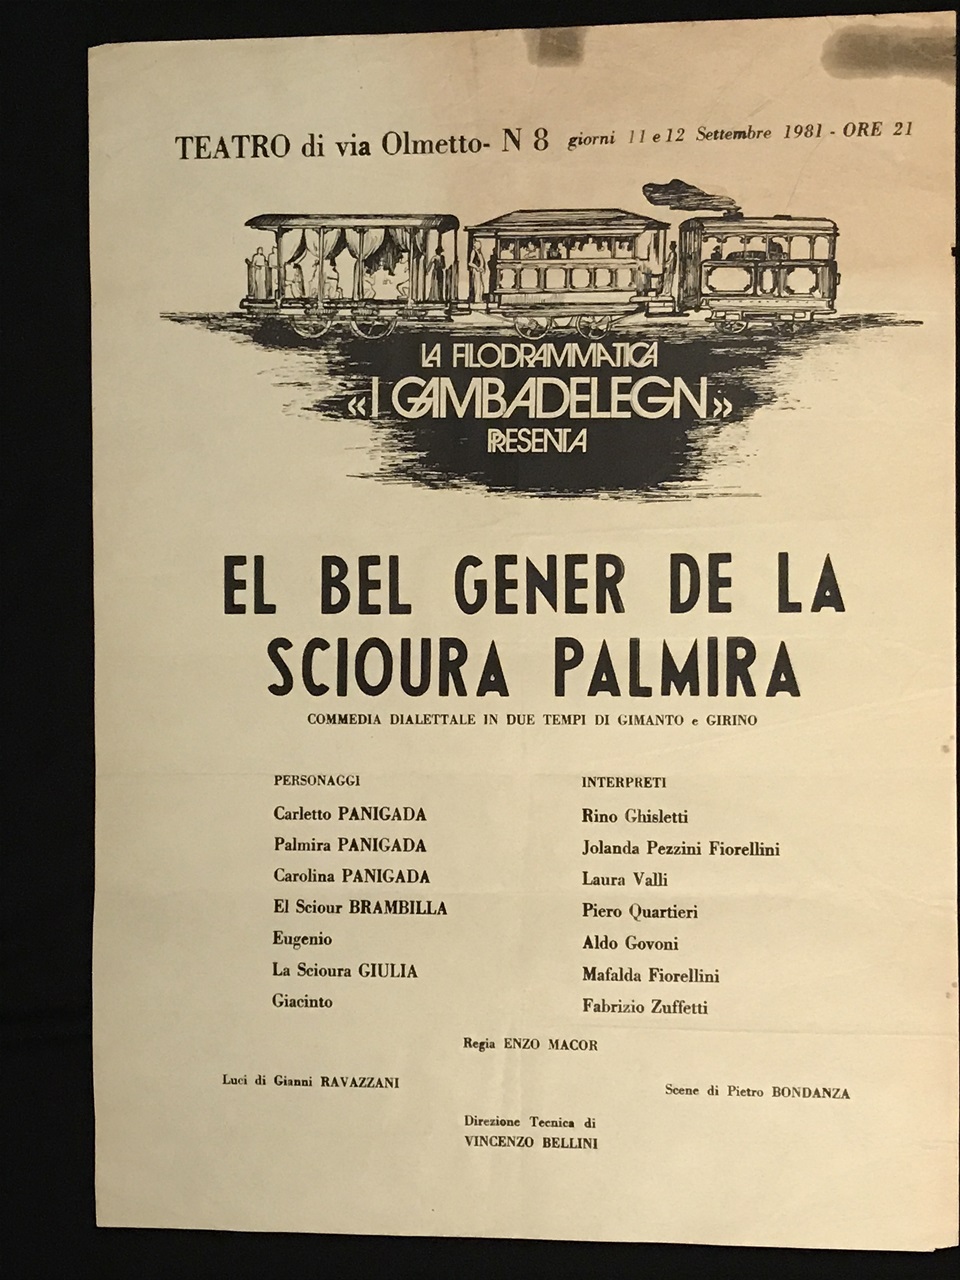 TEATRO di via Olmetto- N 8 giorni 11 e 12 Settembre 1981 - ORE 21
LA FILODRAMMATICA
«I GAMBADELEGN»
PRESENTA
EL BEL GENER DE LA
SCIOURA PALMIRA
COMMEDIA DIALETTALE IN DUE TEMPI DI GIMANTO e GIRINO
PERSONAGGI INTERPRETI
Carletto PANIGADA Rino Ghisletti
Palmira PANIGADA Jolanda Pezzini Fiorellini
Carolina PANIGADA Laura Valli
El Sciour BRAMBILLA Piero Quartieri
Eugenio Aldo Govoni
La Scioura GIULIA Mafalda Fiorellini
Giacinto Fabrizio Zuffetti
Regia ENZO MACOR
Luci di Gianni RAVAZZANI Scene di Pietro BONDANZA
Direzione Tecnica di
VINCENZO BELLINI